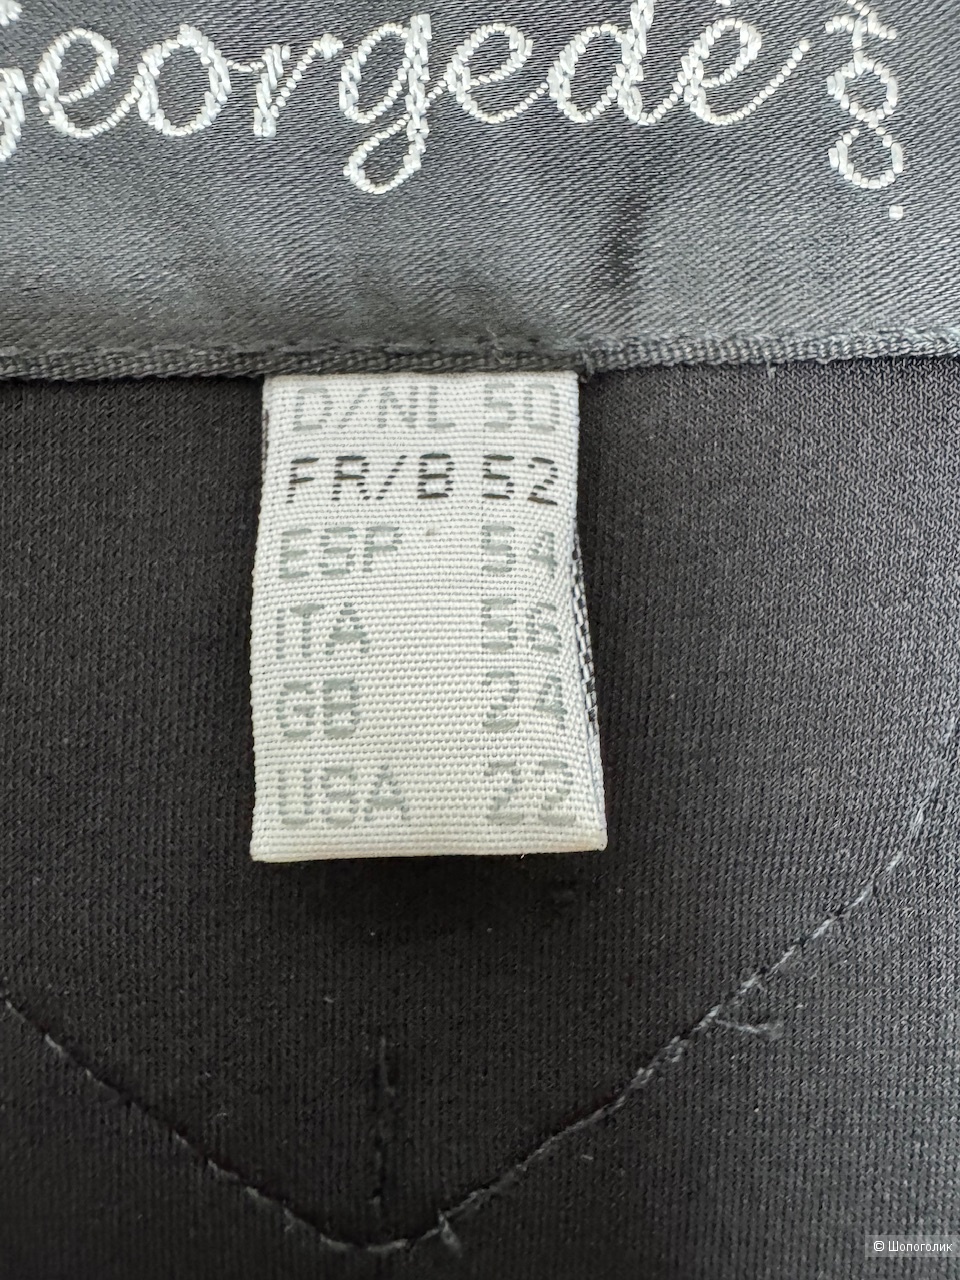 Georgedé
D/NL 50
FR/B 52
ESP 54
ITA 56
GB 24
USA 22
© Шопоголик